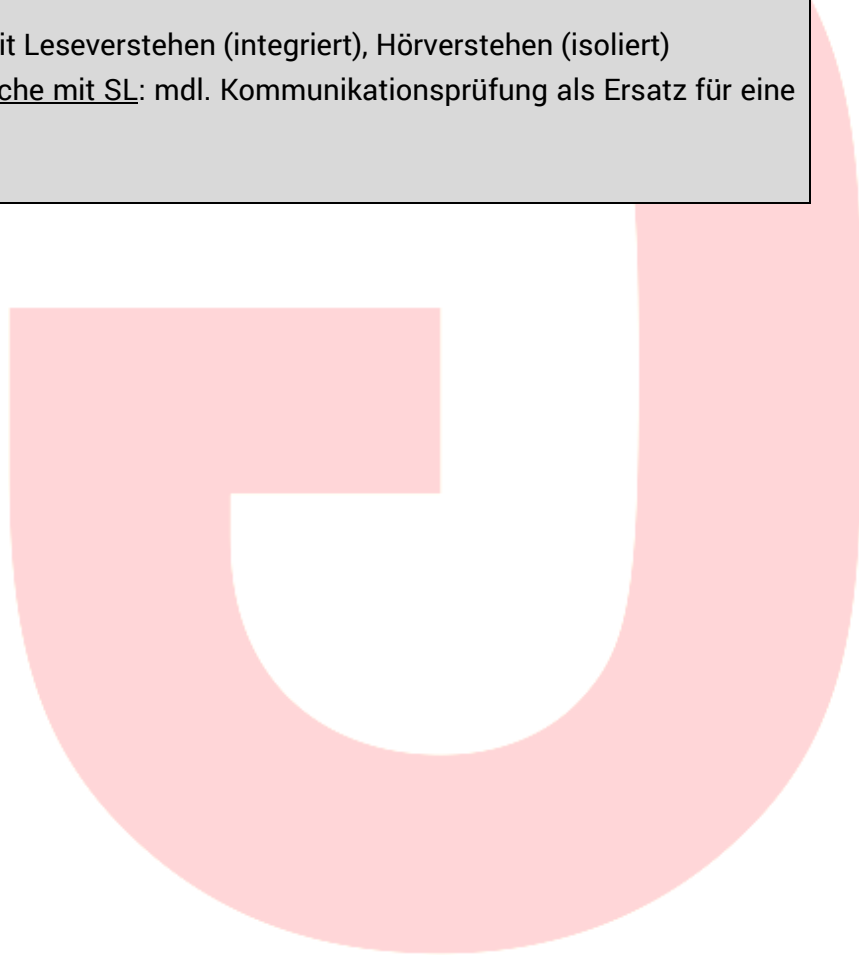 it Leseverstehen (integriert), Hörverstehen (isoliert)
che mit SL: mdl. Kommunikationsprüfung als Ersatz für eine